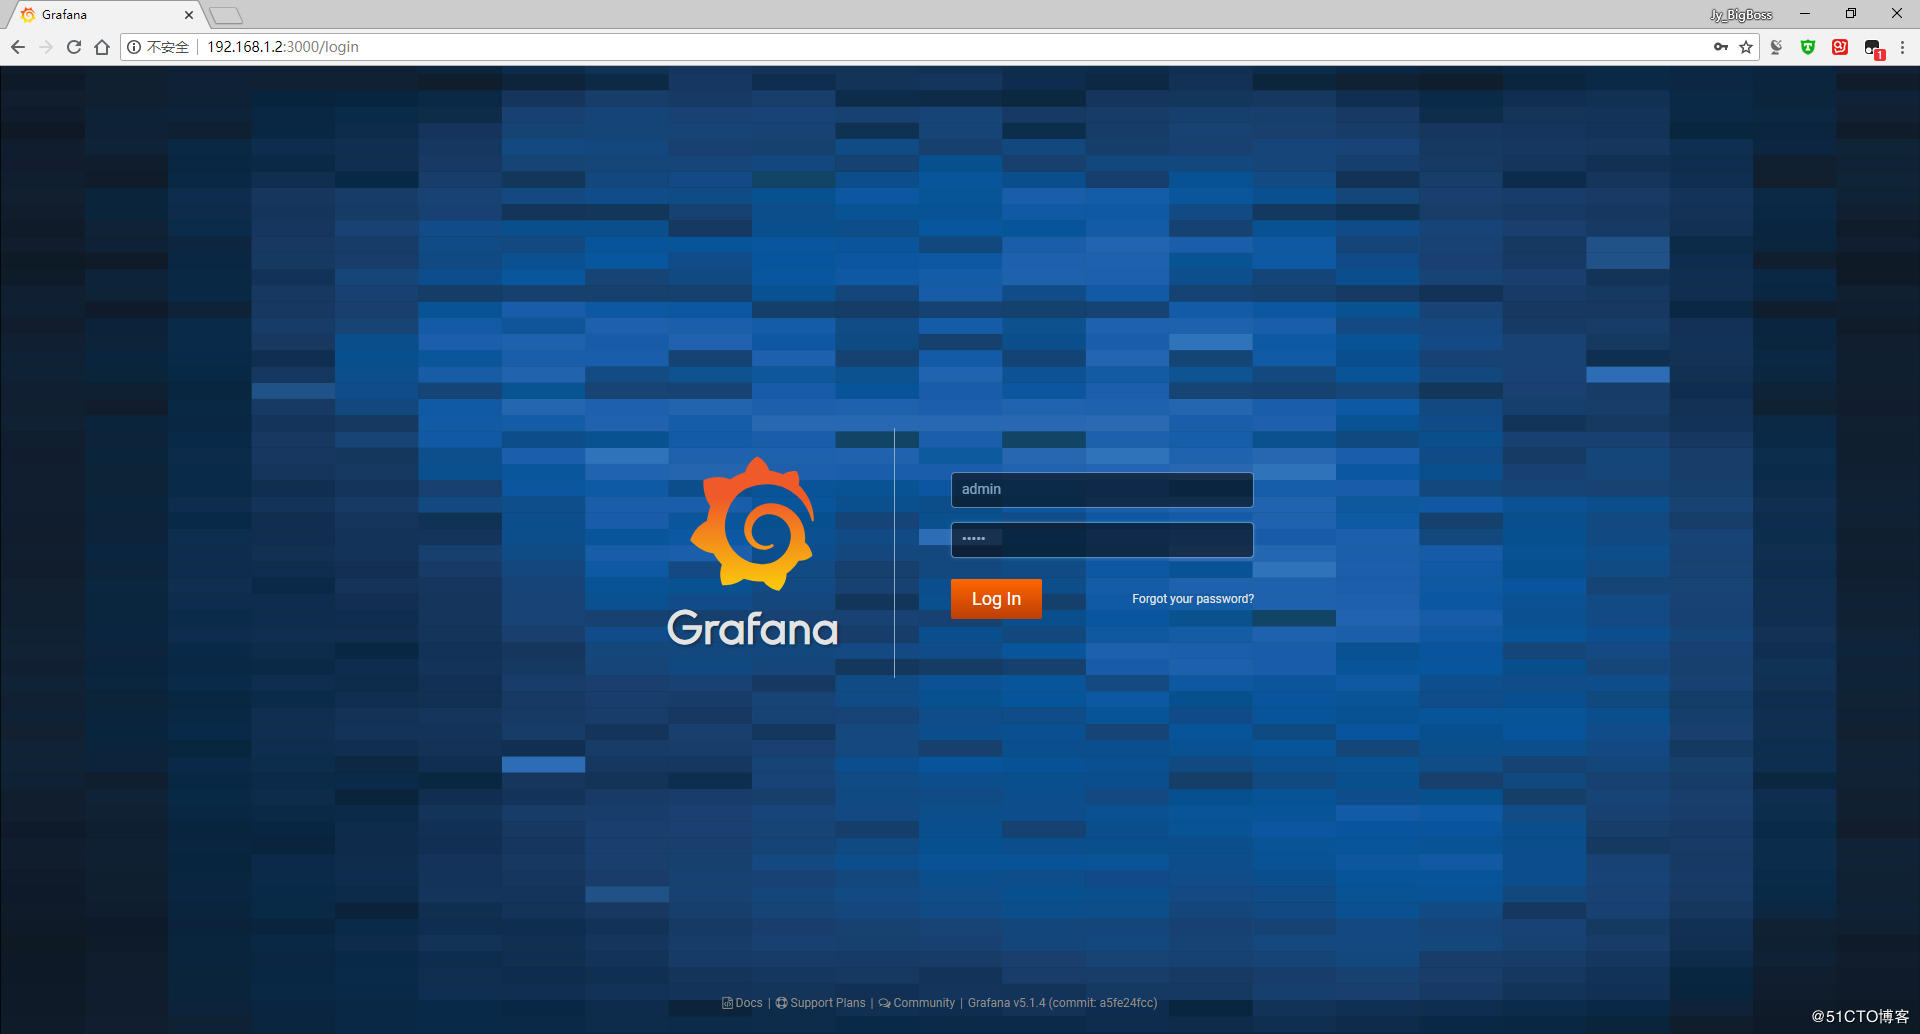 Grafana
Jy_BigBoss
不安全
192.168.1.2:3000/login
1
admin
•••••
Log In
Forgot your password?
Grafana
Docs | Support Plans | Community | Grafana v5.1.4 (commit: a5fe24fcc)
@51CTO博客